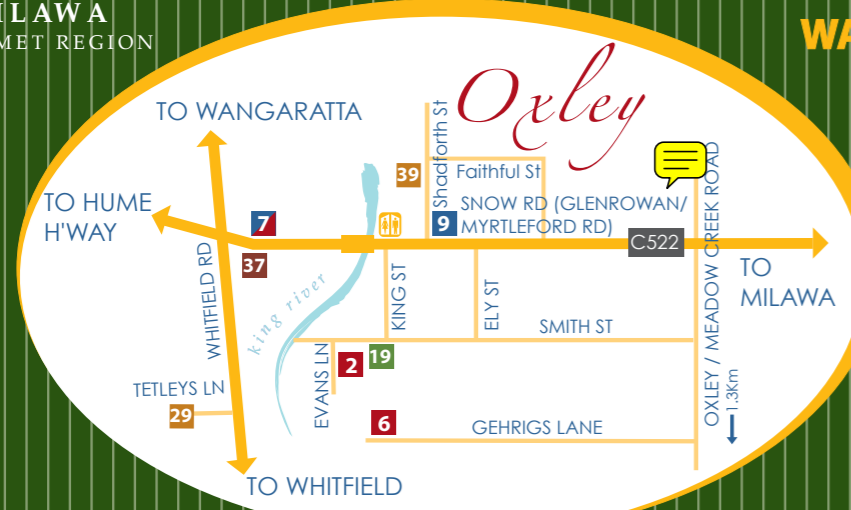 ILAWA
MET REGION
WA
Oxley
TO WANGARATTA
TO HUME
H'WAY
WHITFIELD RD
7
37
king river
39
Shadforth St
Faithful St
9
SNOW RD (GLENROWAN/
MYRTLEFORD RD)
C522
OXLEY / MEADOW CREEK ROAD
1.3Km
TO
MILAWA
KING ST
ELY ST
SMITH ST
EVANS LN
2
19
TETLEYS LN
29
6
GEHRIGS LANE
TO WHITFIELD